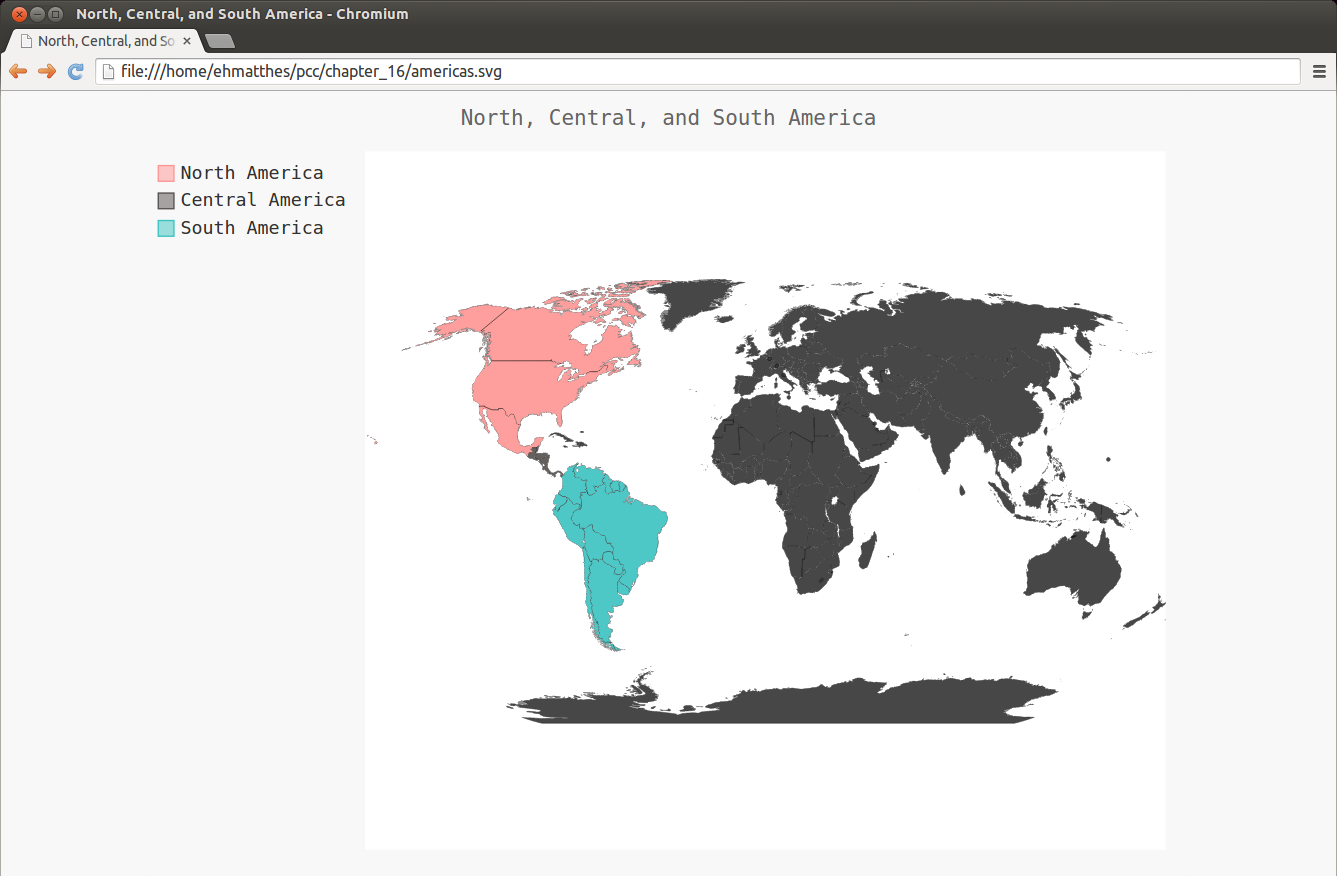 North, Central, and South America - Chromium
North, Central, and So
file:///home/ehmatthes/pcc/chapter_16/americas.svg
North, Central, and South America
North America
Central America
South America